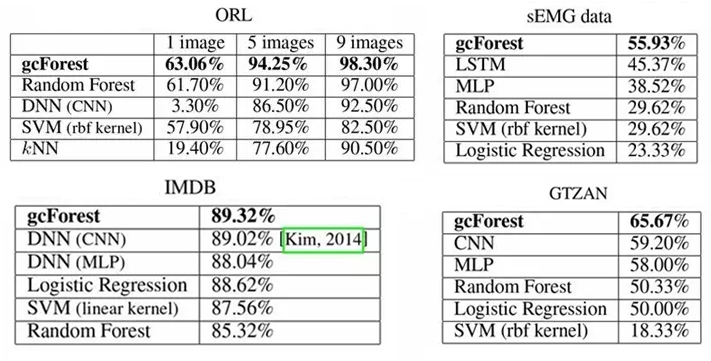 ORL
1 image 5 images 9 images
gcForest 63.06% 94.25% 98.30%
Random Forest 61.70% 91.20% 97.00%
DNN (CNN) 3.30% 86.50% 92.50%
SVM (rbf kernel) 57.90% 78.95% 82.50%
kNN 19.40% 77.60% 90.50%
sEMG data
gcForest 55.93%
LSTM 45.37%
MLP 38.52%
Random Forest 29.62%
SVM (rbf kernel) 29.62%
Logistic Regression 23.33%
IMDB
gcForest 89.32%
DNN (CNN) 89.02% [Kim, 2014]
DNN (MLP) 88.04%
Logistic Regression 88.62%
SVM (linear kernel) 87.56%
Random Forest 85.32%
GTZAN
gcForest 65.67%
CNN 59.20%
MLP 58.00%
Random Forest 50.33%
Logistic Regression 50.00%
SVM (rbf kernel) 18.33%